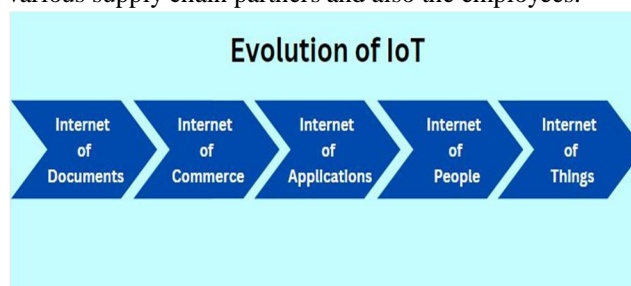 various supply chain partners and also the employees.
Evolution of IoT
Internet
of
Documents
Internet
of
Commerce
Internet
of
Applications
Internet
of
People
Internet
of
Things